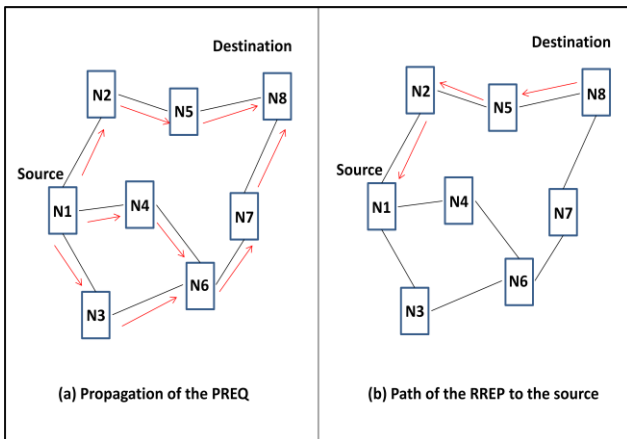 Destination
N2
N5
N8
Source
N1
N4
N7
N6
N3
(a) Propagation of the PREQ
Destination
N2
N5
N8
Source
N1
N4
N7
N6
N3
(b) Path of the RREP to the source